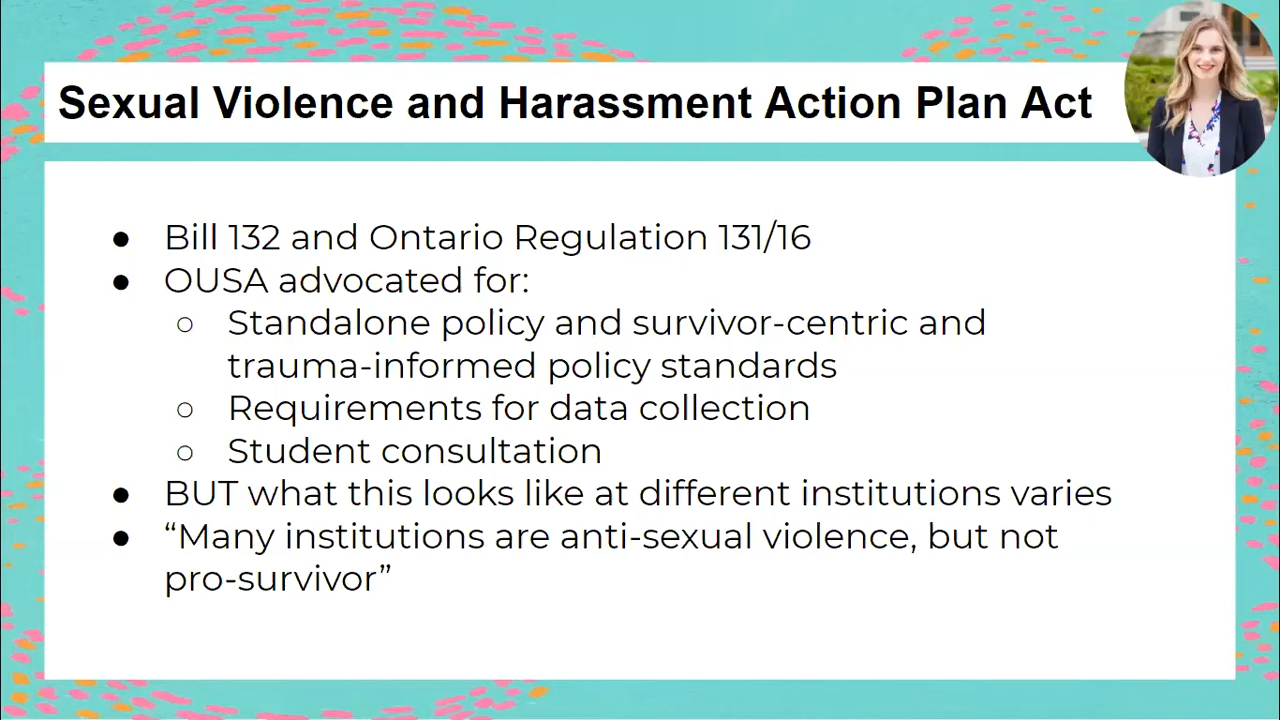 Sexual Violence and Harassment Action Plan Act
● Bill 132 and Ontario Regulation 131/16
● OUSA advocated for:
○ Standalone policy and survivor-centric and
trauma-informed policy standards
○ Requirements for data collection
○ Student consultation
● BUT what this looks like at different institutions varies
● “Many institutions are anti-sexual violence, but not
pro-survivor”